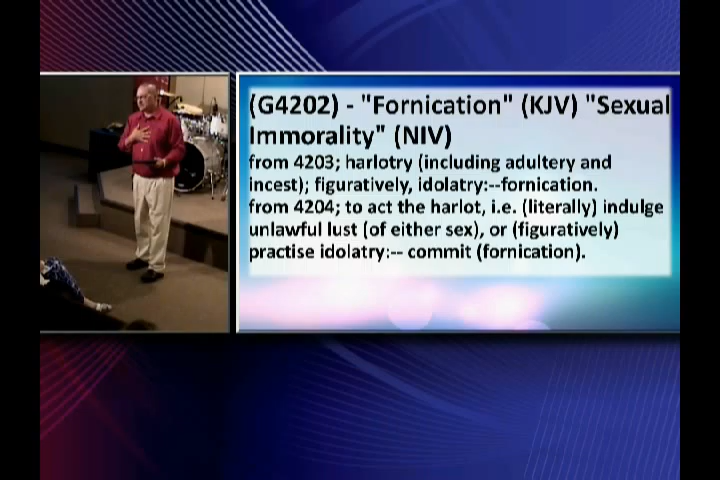 (G4202) - "Fornication" (KJV) "Sexual
Immorality" (NIV)
from 4203; harlotry (including adultery and
incest); figuratively, idolatry:--fornication.
from 4204; to act the harlot, i.e. (literally) indulge
unlawful lust (of either sex), or (figuratively)
practise idolatry:-- commit (fornication).